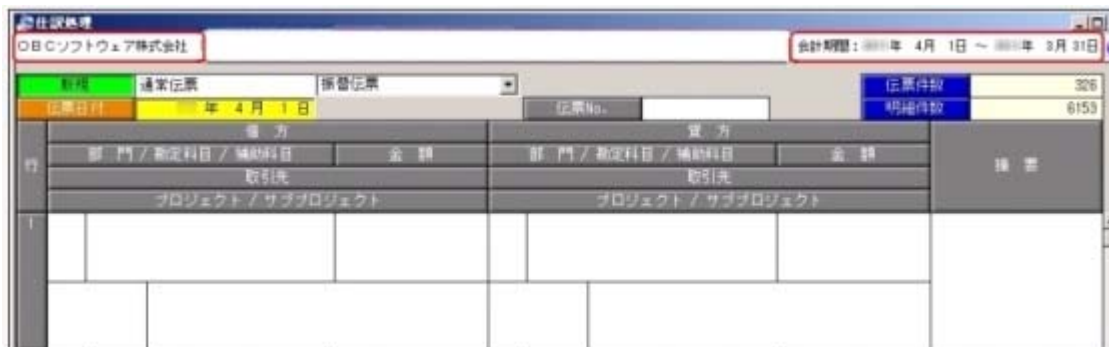 仕訳処理
OBCソフトウェア株式会社 会計期間: 年 4月 1日 ～ 年 3月 31日
新規 通常伝票 振替伝票 伝票件数 326
伝票日付 年 4月 1日 伝票No. 明細件数 6153
行 借 方 貸 方 摘 要
部 門 / 勘定科目 / 補助科目 金 額 部 門 / 勘定科目 / 補助科目 金 額
取引先 取引先
プロジェクト / サブプロジェクト プロジェクト / サブプロジェクト
1